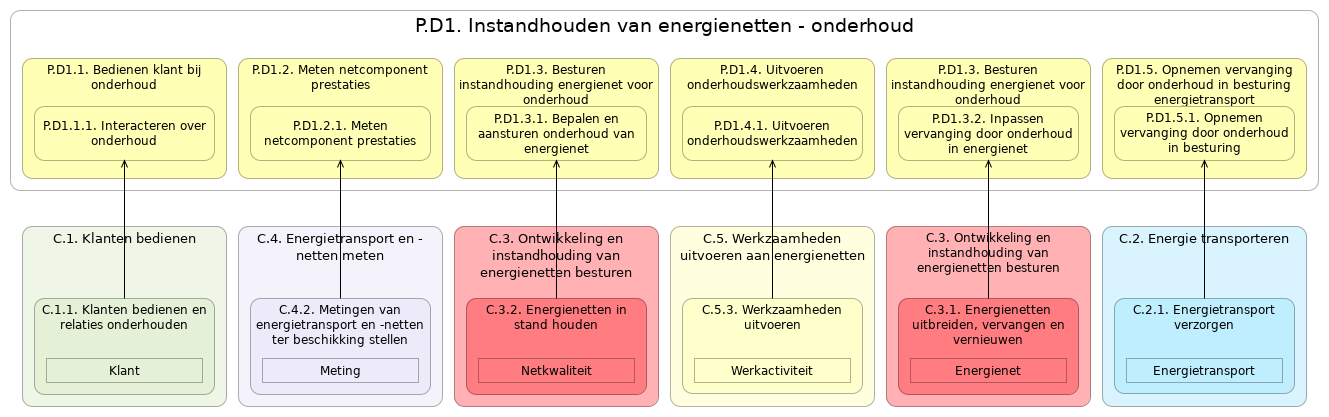 P.D1. Instandhouden van energienetten - onderhoud
P.D1.1. Bedienen klant bij
onderhoud
P.D1.1.1. Interacteren over
onderhoud
P.D1.2. Meten netcomponent
prestaties
P.D1.2.1. Meten
netcomponent prestaties
P.D1.3. Besturen
instandhouding energienet voor
onderhoud
P.D1.3.1. Bepalen en
aansturen onderhoud van
energienet
P.D1.4. Uitvoeren
onderhoudswerkzaamheden
P.D1.4.1. Uitvoeren
onderhoudswerkzaamheden
P.D1.3. Besturen
instandhouding energienet voor
onderhoud
P.D1.3.2. Inpassen
vervanging door onderhoud
in energienet
P.D1.5. Opnemen vervanging
door onderhoud in besturing
energietransport
P.D1.5.1. Opnemen
vervanging door onderhoud
in besturing
C.1. Klanten bedienen
C.1.1. Klanten bedienen en
relaties onderhouden
Klant
C.4. Energietransport en -
netten meten
C.4.2. Metingen van
energietransport en -netten
ter beschikking stellen
Meting
C.3. Ontwikkeling en
instandhouding van
energienetten besturen
C.3.2. Energienetten in
stand houden
Netkwaliteit
C.5. Werkzaamheden
uitvoeren aan energienetten
C.5.3. Werkzaamheden
uitvoeren
Werkactiviteit
C.3. Ontwikkeling en
instandhouding van
energienetten besturen
C.3.1. Energienetten
uitbreiden, vervangen en
vernieuwen
Energienet
C.2. Energie transporteren
C.2.1. Energietransport
verzorgen
Energietransport